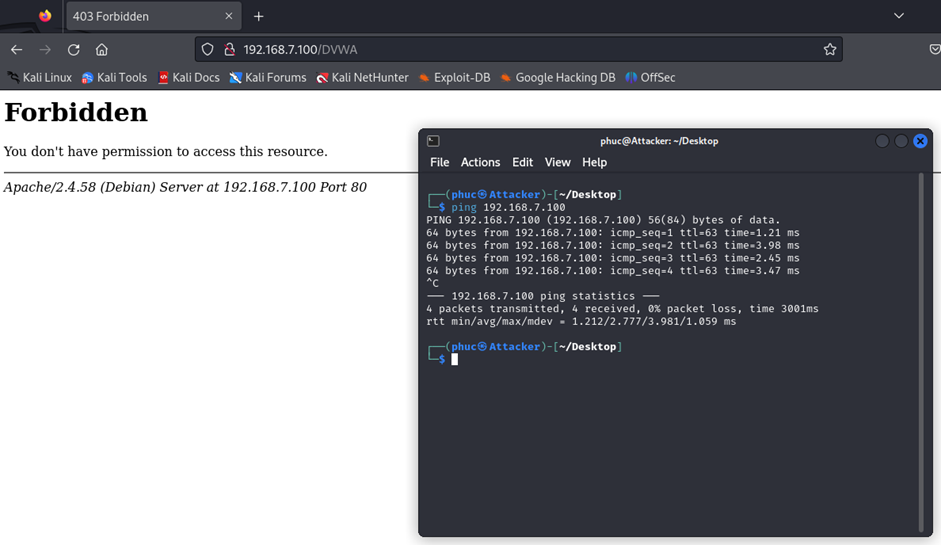 403 Forbidden
192.168.7.100/DVWA
Kali Linux Kali Tools Kali Docs Kali Forums Kali NetHunter Exploit-DB Google Hacking DB OffSec
Forbidden
You don't have permission to access this resource.
Apache/2.4.58 (Debian) Server at 192.168.7.100 Port 80
phuc@Attacker: ~/Desktop
File Actions Edit View Help
┌──(phuc㉿Attacker)-[~/Desktop]
└─$ ping 192.168.7.100
PING 192.168.7.100 (192.168.7.100) 56(84) bytes of data.
64 bytes from 192.168.7.100: icmp_seq=1 ttl=63 time=1.21 ms
64 bytes from 192.168.7.100: icmp_seq=2 ttl=63 time=3.98 ms
64 bytes from 192.168.7.100: icmp_seq=3 ttl=63 time=2.45 ms
64 bytes from 192.168.7.100: icmp_seq=4 ttl=63 time=3.47 ms
^C
--- 192.168.7.100 ping statistics ---
4 packets transmitted, 4 received, 0% packet loss, time 3001ms
rtt min/avg/max/mdev = 1.212/2.777/3.981/1.059 ms
┌──(phuc㉿Attacker)-[~/Desktop]
└─$